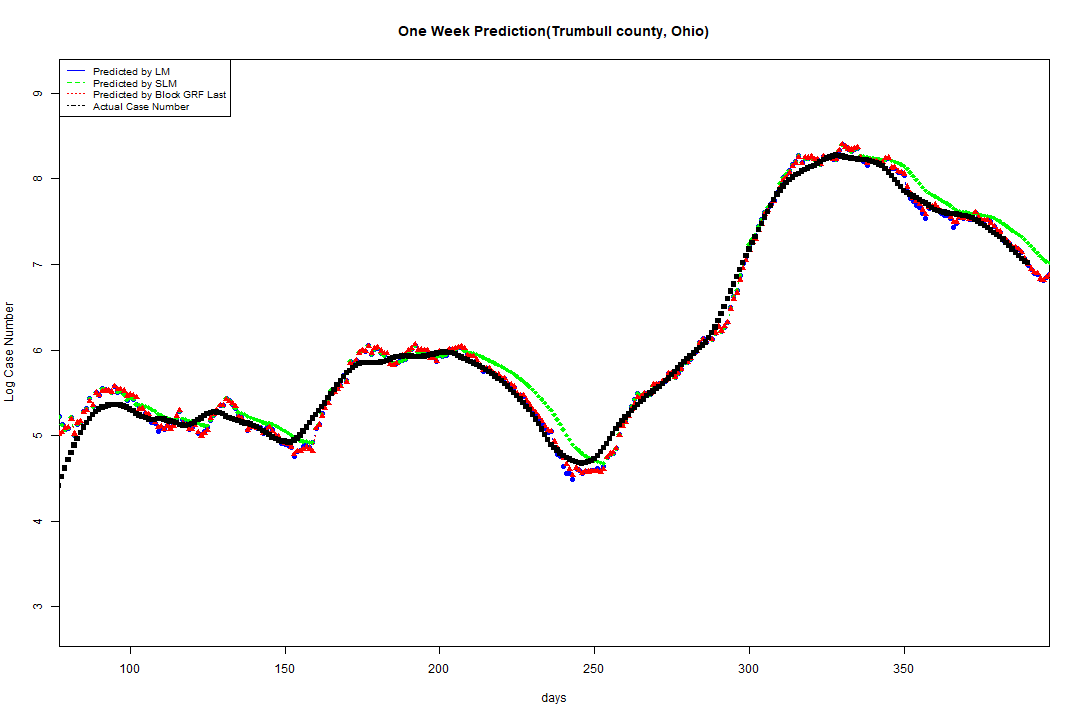 One Week Prediction(Trumbull county, Ohio)
Predicted by LM
Predicted by SLM
Predicted by Block GRF Last
Actual Case Number
9
8
7
6
5
4
3
Log Case Number
100 150 200 250 300 350
days